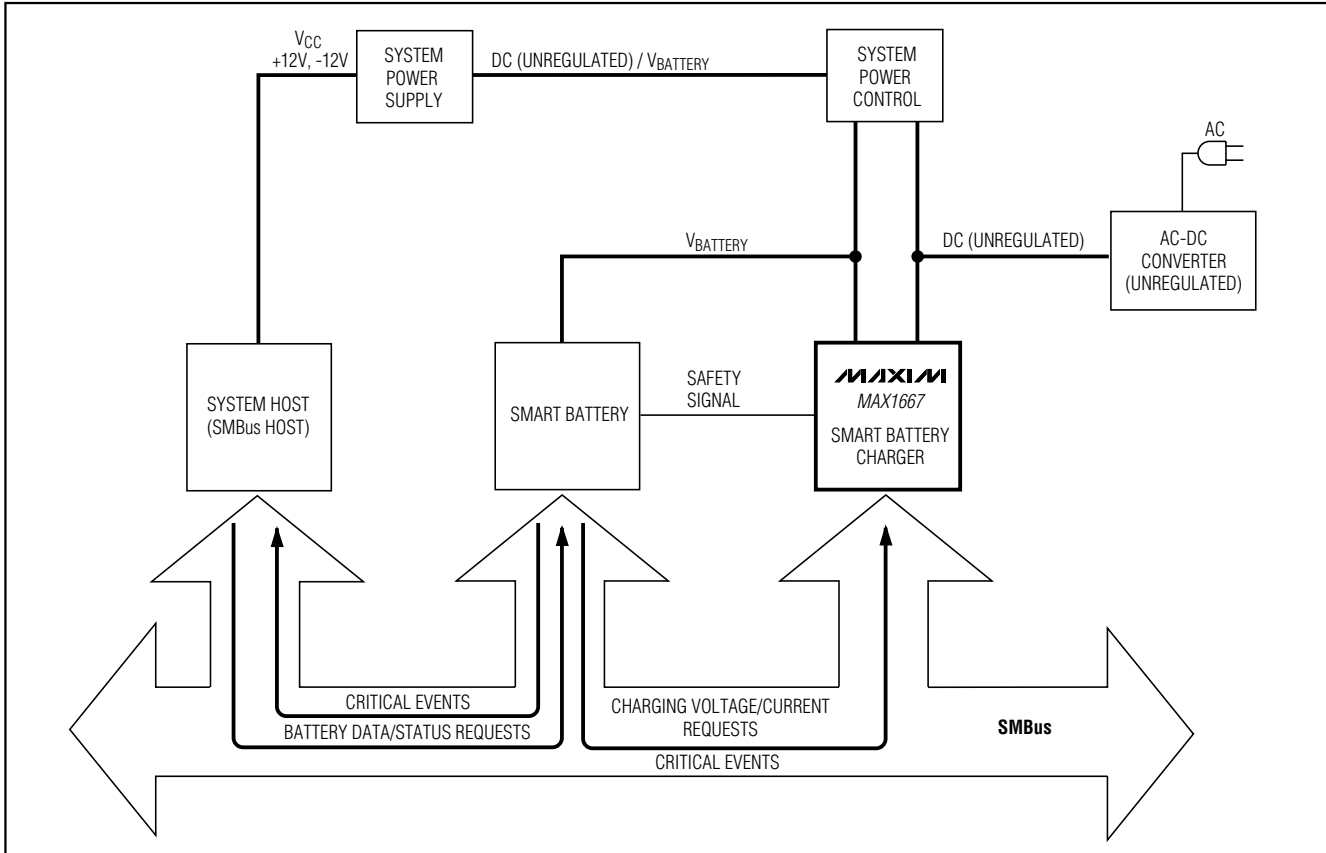 VCC
+12V, -12V
SYSTEM
POWER
SUPPLY
DC (UNREGULATED) / VBATTERY
SYSTEM
POWER
CONTROL
AC
VBATTERY
DC (UNREGULATED)
AC-DC
CONVERTER
(UNREGULATED)
SYSTEM HOST
(SMBus HOST)
SMART BATTERY
SAFETY
SIGNAL
MAXIM
MAX1667
SMART BATTERY
CHARGER
CRITICAL EVENTS
BATTERY DATA/STATUS REQUESTS
CHARGING VOLTAGE/CURRENT
REQUESTS
CRITICAL EVENTS
SMBus